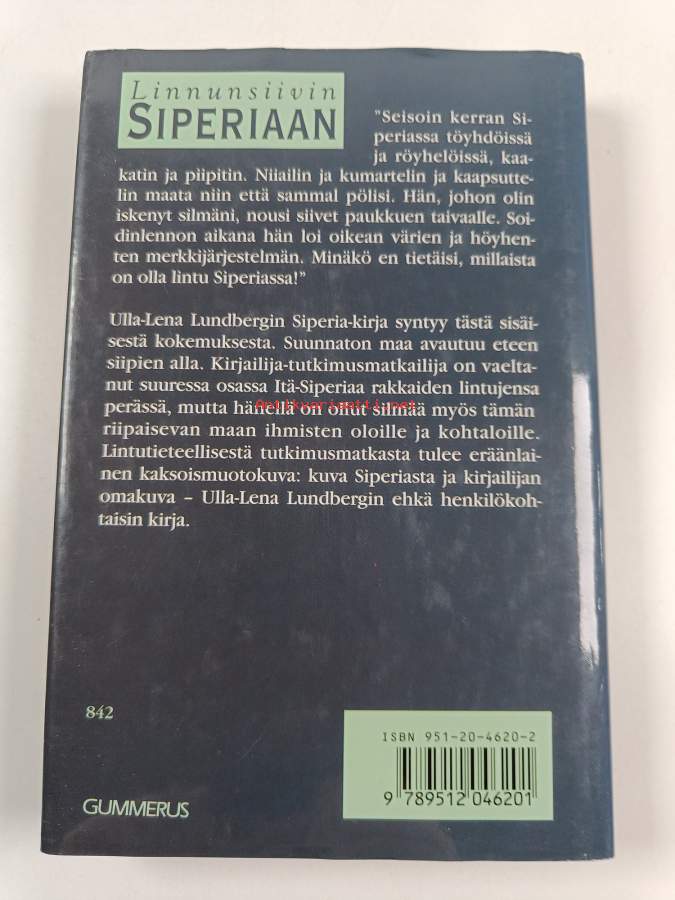 Linnunsiivin
SIPERIAAN
"Seisoin kerran Si-
periassa töyhdöissä
ja röyhelöissä, kaa-
katin ja piipitin. Niiailin ja kumartelin ja kaapsutte-
lin maata niin että sammal pölisi. Hän, johon olin
iskenyt silmäni, nousi siivet paukkuen taivaalle. Soi-
dinlennon aikana hän loi oikean värien ja höyhen-
ten merkkijärjestelmän. Minäkö en tietäisi, millaista
on olla lintu Siperiassa!"
Ulla-Lena Lundbergin Siperia-kirja syntyy tästä sisäi-
sestä kokemuksesta. Suunnaton maa avautuu eteen
siipien alla. Kirjailija-tutkimusmatkailija on vaelta-
nut suuressa osassa Itä-Siperiaa rakkaiden lintujensa
perässä, mutta hänellä on ollut silmää myös tämän
Antikvariaatti.net
riipaisevan maan ihmisten oloille ja kohtaloille.
Lintutieteellisestä tutkimusmatkasta tulee eräänlai-
nen kaksoismuotokuva: kuva Siperiasta ja kirjailijan
omakuva – Ulla-Lena Lundbergin ehkä henkilökoh-
taisin kirja.
842
ISBN 951-20-4620-2
9 789512 046201
GUMMERUS